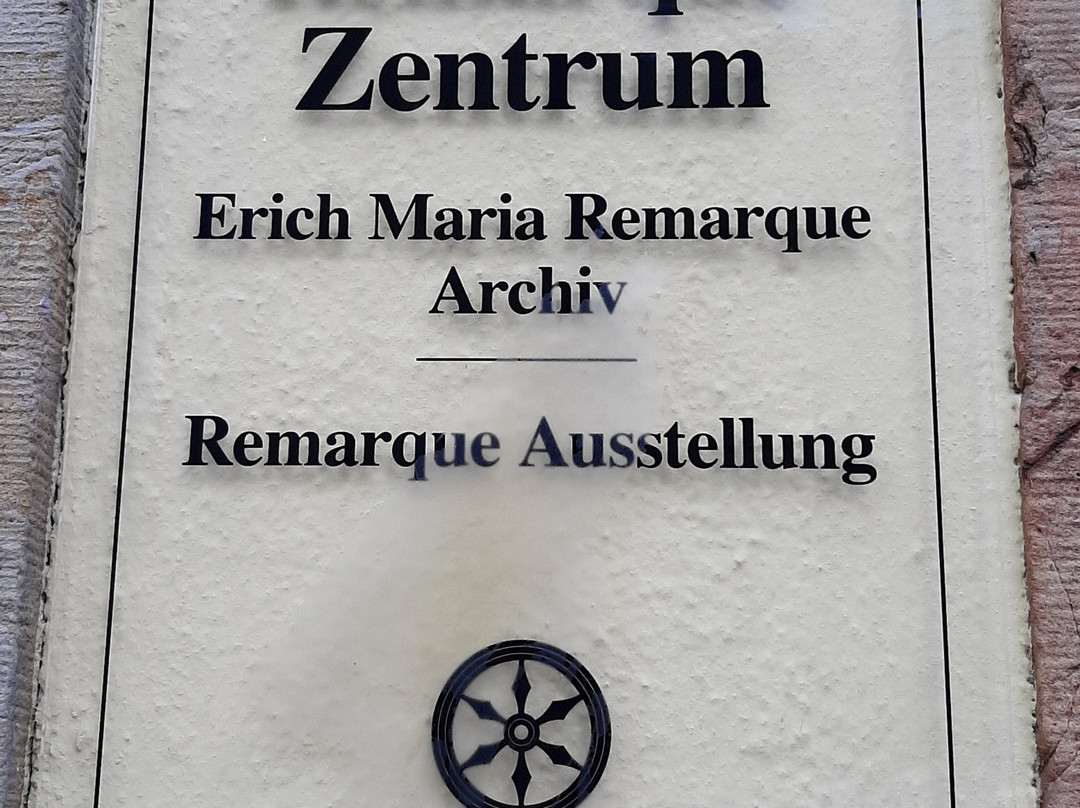 Zentrum
Erich Maria Remarque
Archiv
Remarque Ausstellung